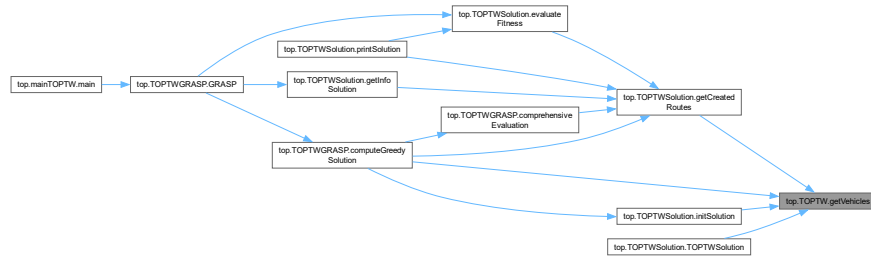 top.TOPTWSolution.evaluate
Fitness
top.TOPTWSolution.printSolution
top.mainTOPTW.main
top.TOPTWGRASP.GRASP
top.TOPTWSolution.getInfo
Solution
top.TOPTWSolution.getCreated
Routes
top.TOPTWGRASP.comprehensive
Evaluation
top.TOPTWGRASP.computeGreedy
Solution
top.TOPTW.getVehicles
top.TOPTWSolution.initSolution
top.TOPTWSolution.TOPTWSolution